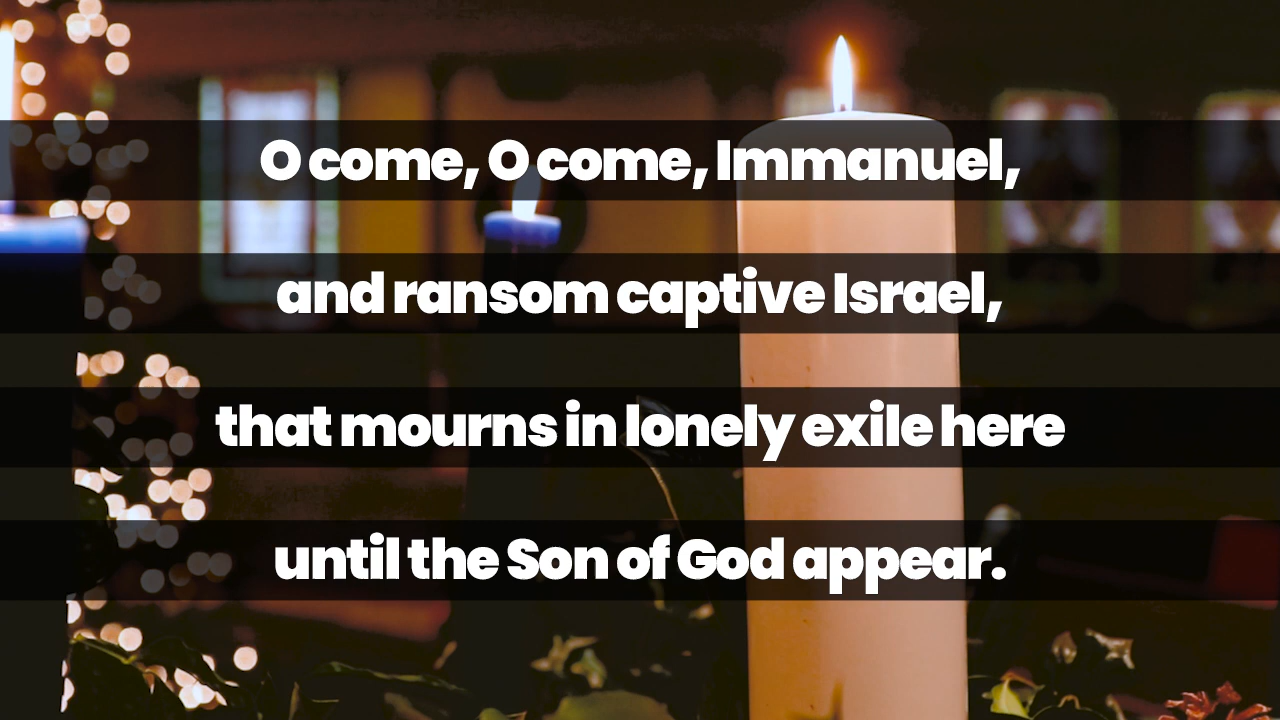 O come, O come, Immanuel,
and ransom captive Israel,
that mourns in lonely exile here
until the Son of God appear.